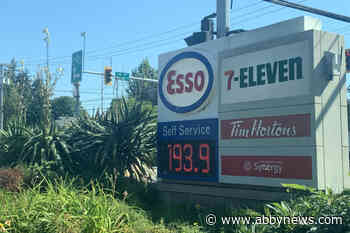 Esso
7-ELEVEN
Self Service
193.9
Tim Hortons
Synergy
www.abbynews.com